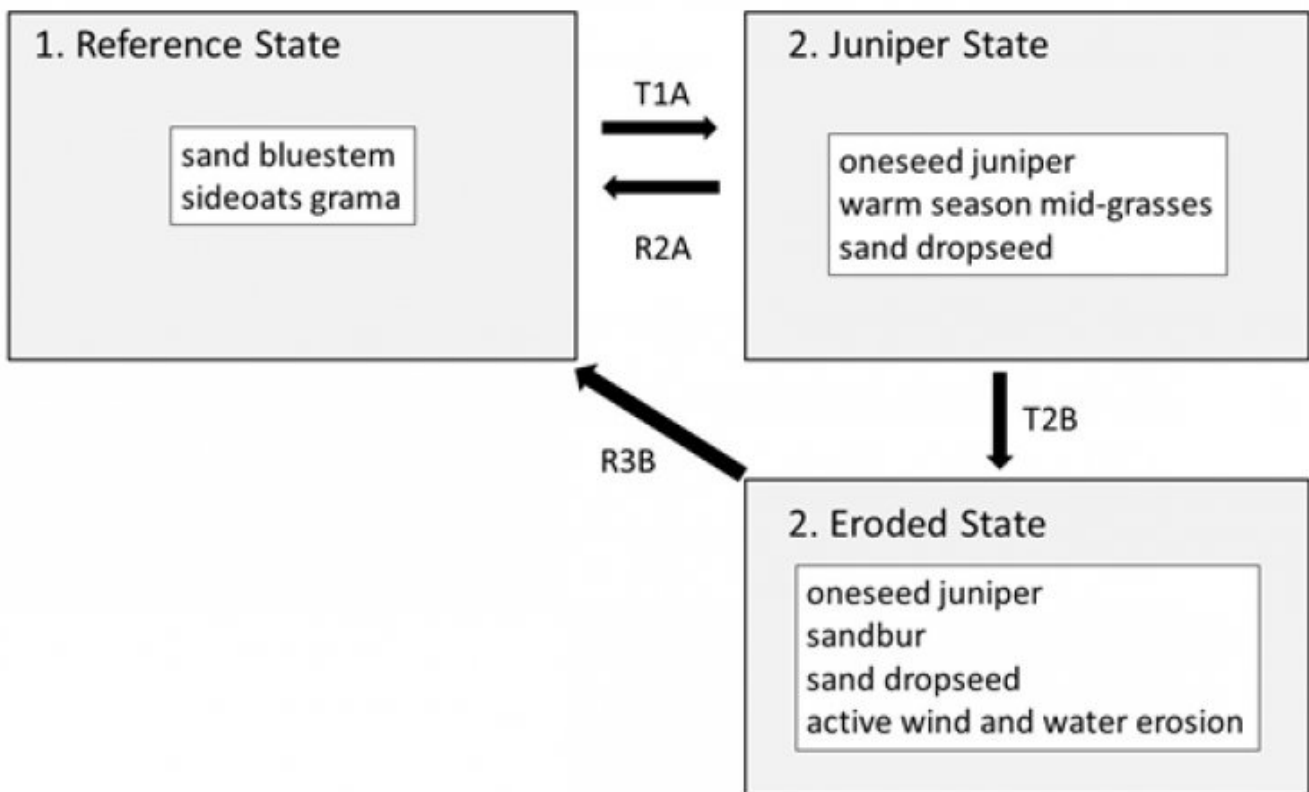 1. Reference State
sand bluestem
sideoats grama
T1A
R2A
2. Juniper State
oneseed juniper
warm season mid-grasses
sand dropseed
T2B
R3B
2. Eroded State
oneseed juniper
sandbur
sand dropseed
active wind and water erosion